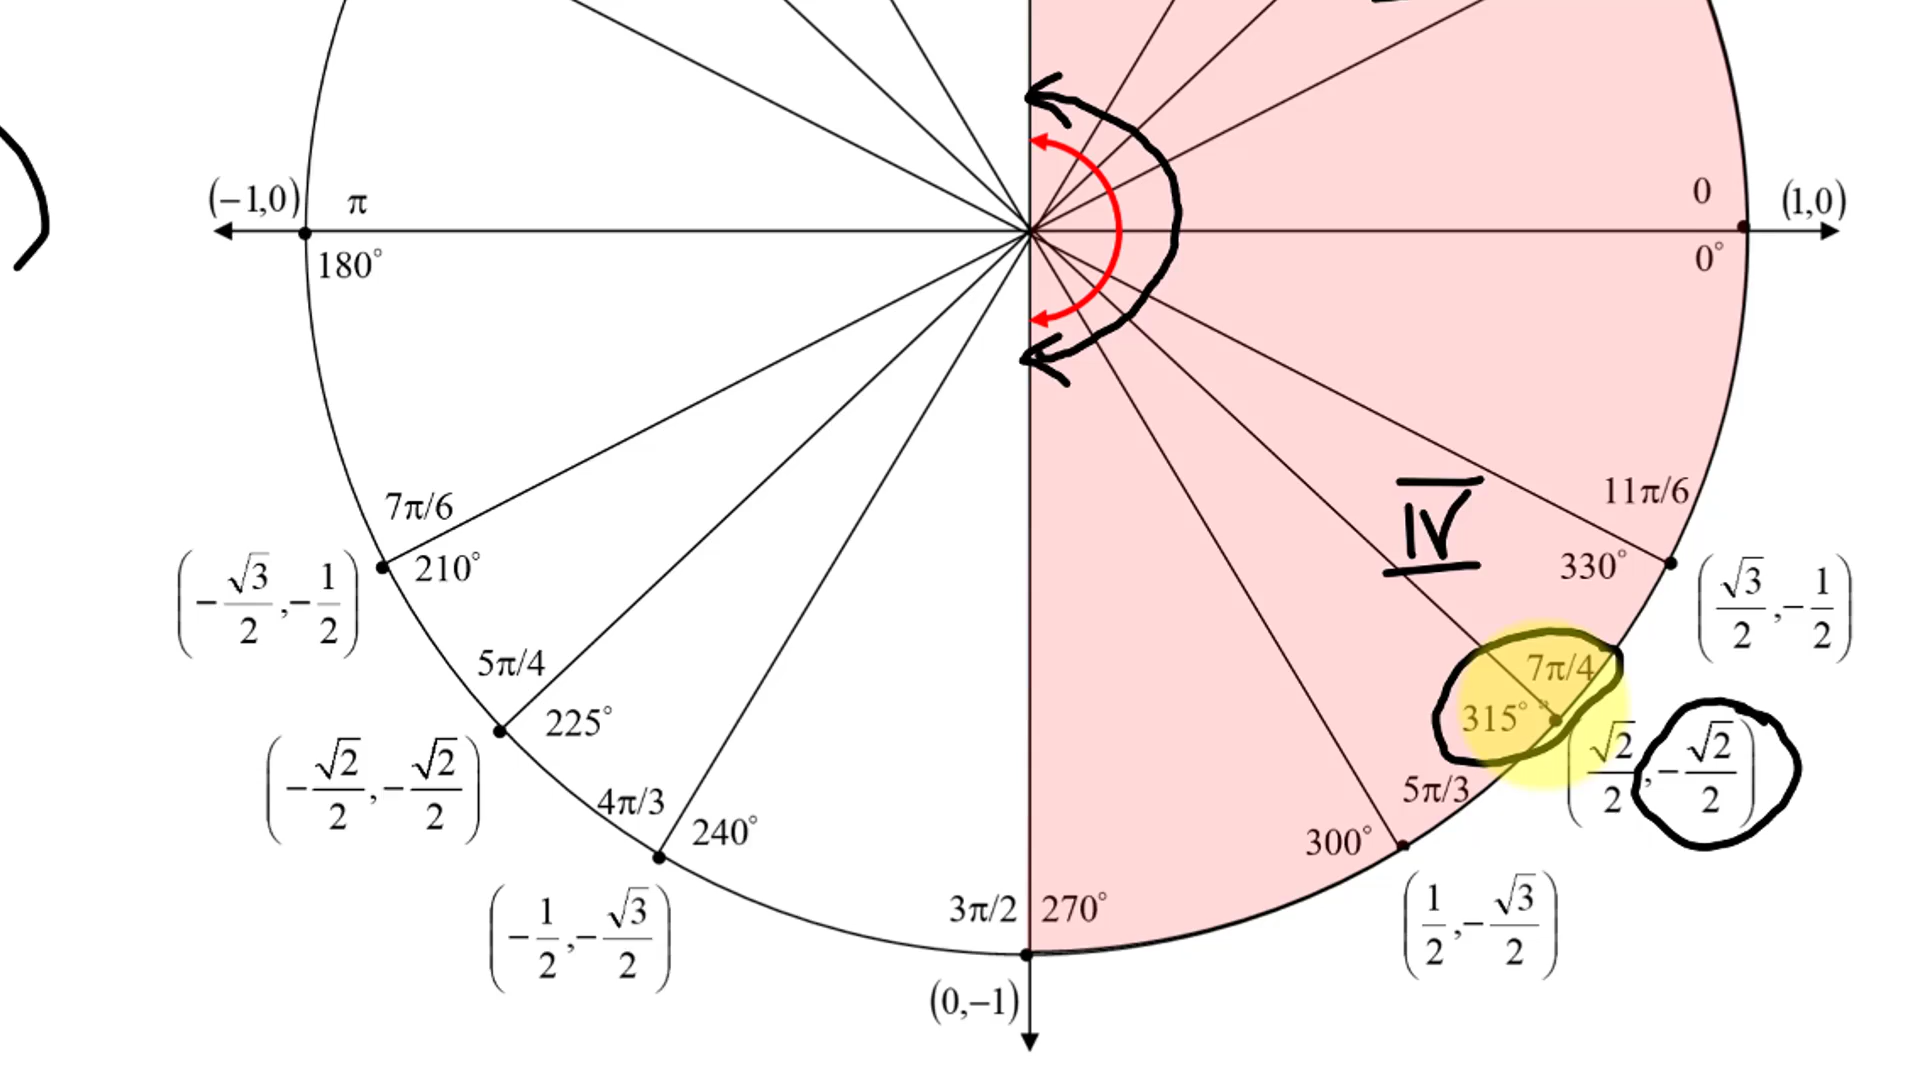 (−1,0)
π
180°
0
(1,0)
0°
7π/6
210°
(−√3/2, −1/2)
5π/4
225°
(−√2/2, −√2/2)
4π/3
240°
(−1/2, −√3/2)
3π/2
270°
(0,−1)
IV
11π/6
330°
(√3/2, −1/2)
7π/4
315°
(√2/2, −√2/2)
5π/3
300°
(1/2, −√3/2)